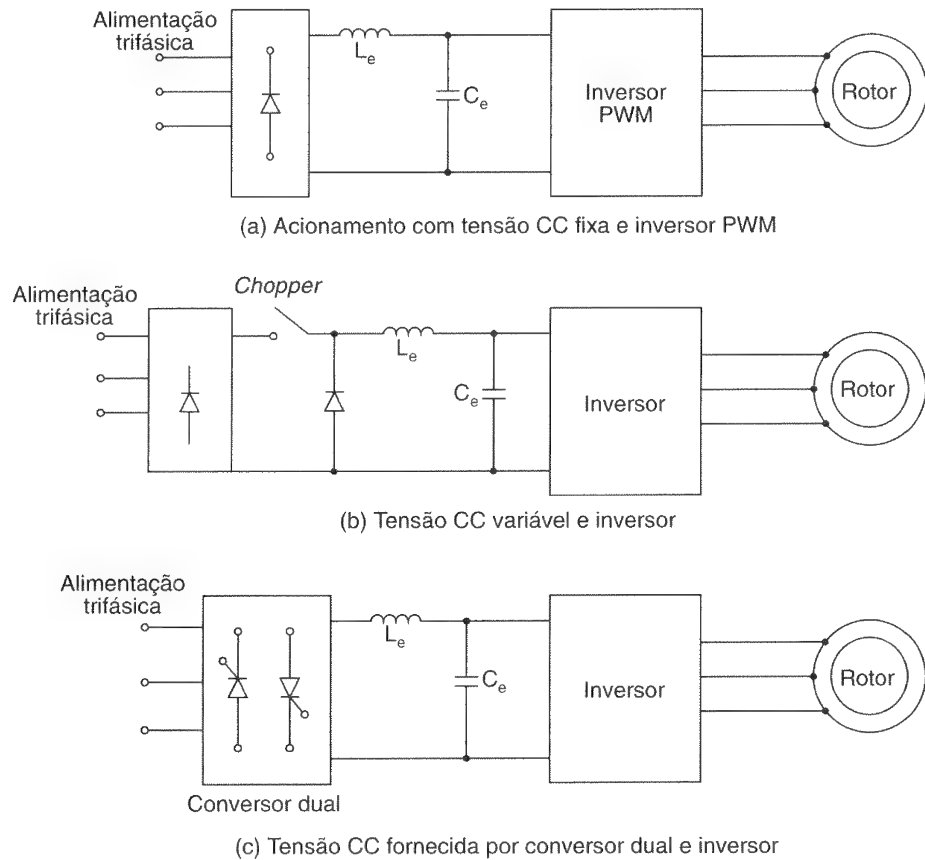 Alimentação
trifásica
L_e
C_e
Inversor
PWM
Rotor
(a) Acionamento com tensão CC fixa e inversor PWM
Alimentação
trifásica
Chopper
L_e
C_e
Inversor
Rotor
(b) Tensão CC variável e inversor
Alimentação
trifásica
L_e
C_e
Inversor
Rotor
Conversor dual
(c) Tensão CC fornecida por conversor dual e inversor